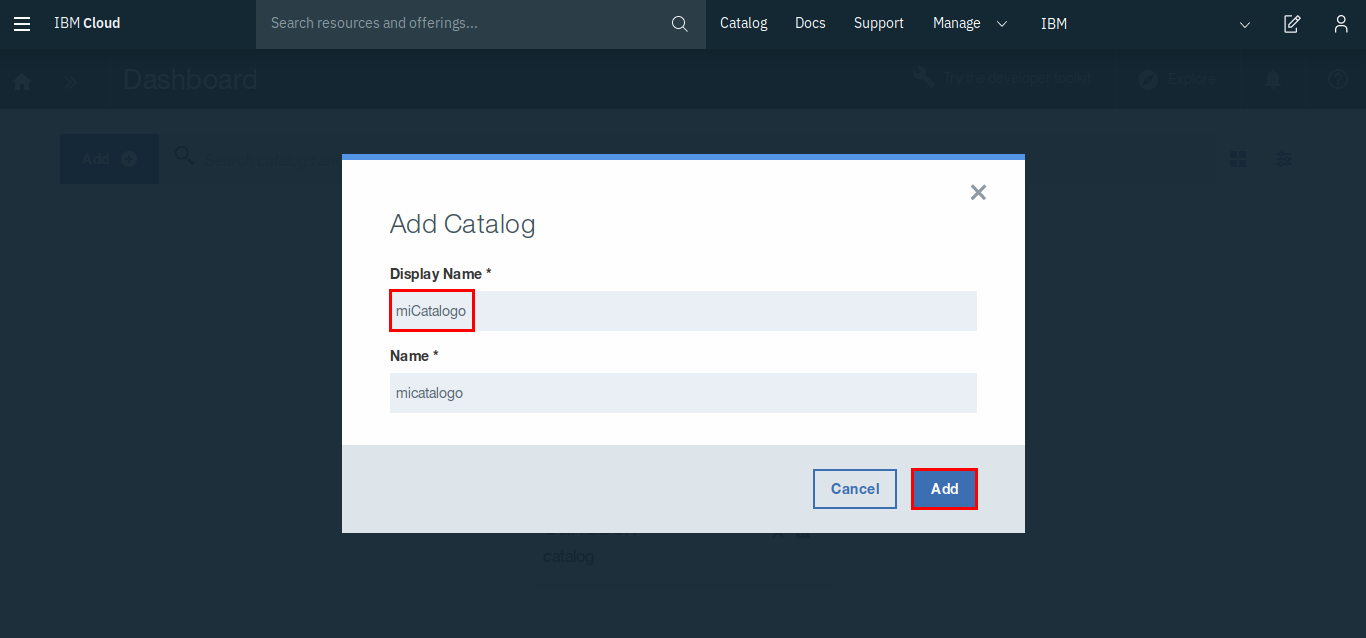 IBM Cloud
Search resources and offerings...
Catalog
Docs
Support
Manage
IBM
Dashboard
Try the developer toolkit
Explore
Add
Add Catalog
Display Name *
miCatalogo
Name *
micatalogo
Cancel
Add
catalog